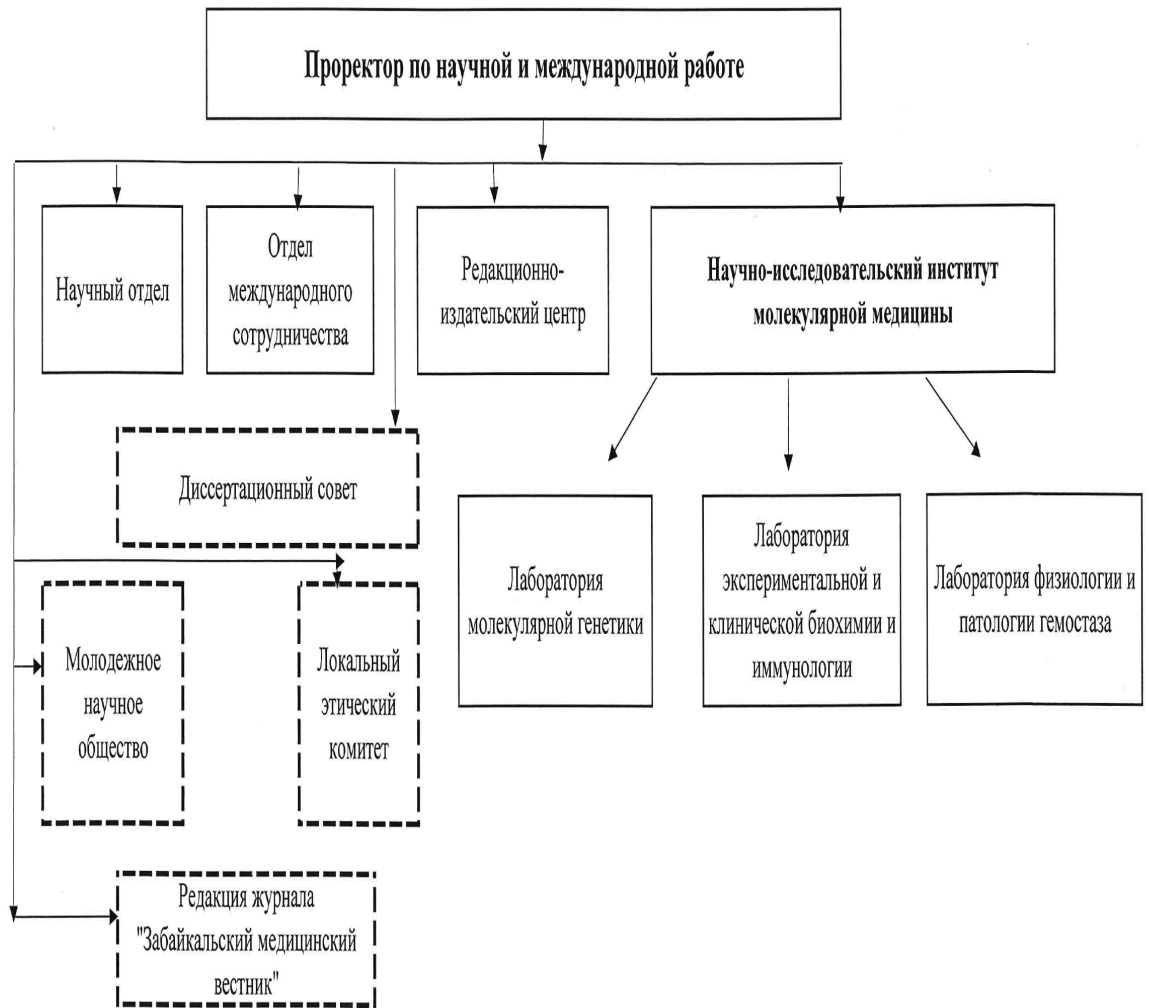 Проректор по научной и международной работе
Научный отдел
Отдел
международного
сотрудничества
Редакционно-
издательский центр
Научно-исследовательский институт
молекулярной медицины
Диссертационный совет
Лаборатория
молекулярной генетики
Лаборатория
экспериментальной и
клинической биохимии и
иммунологии
Лаборатория физиологии и
патологии гемостаза
Молодежное
научное
общество
Локальный
этический
комитет
Редакция журнала
"Забайкальский медицинский
вестник"